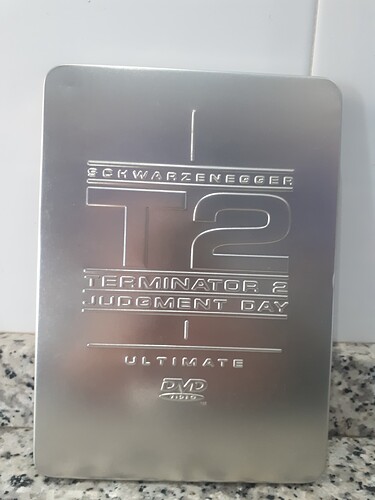 SCHWARZENEGGER
T2
TERMINATOR 2
JUDGMENT DAY
ULTIMATE
DVD
VIDEO